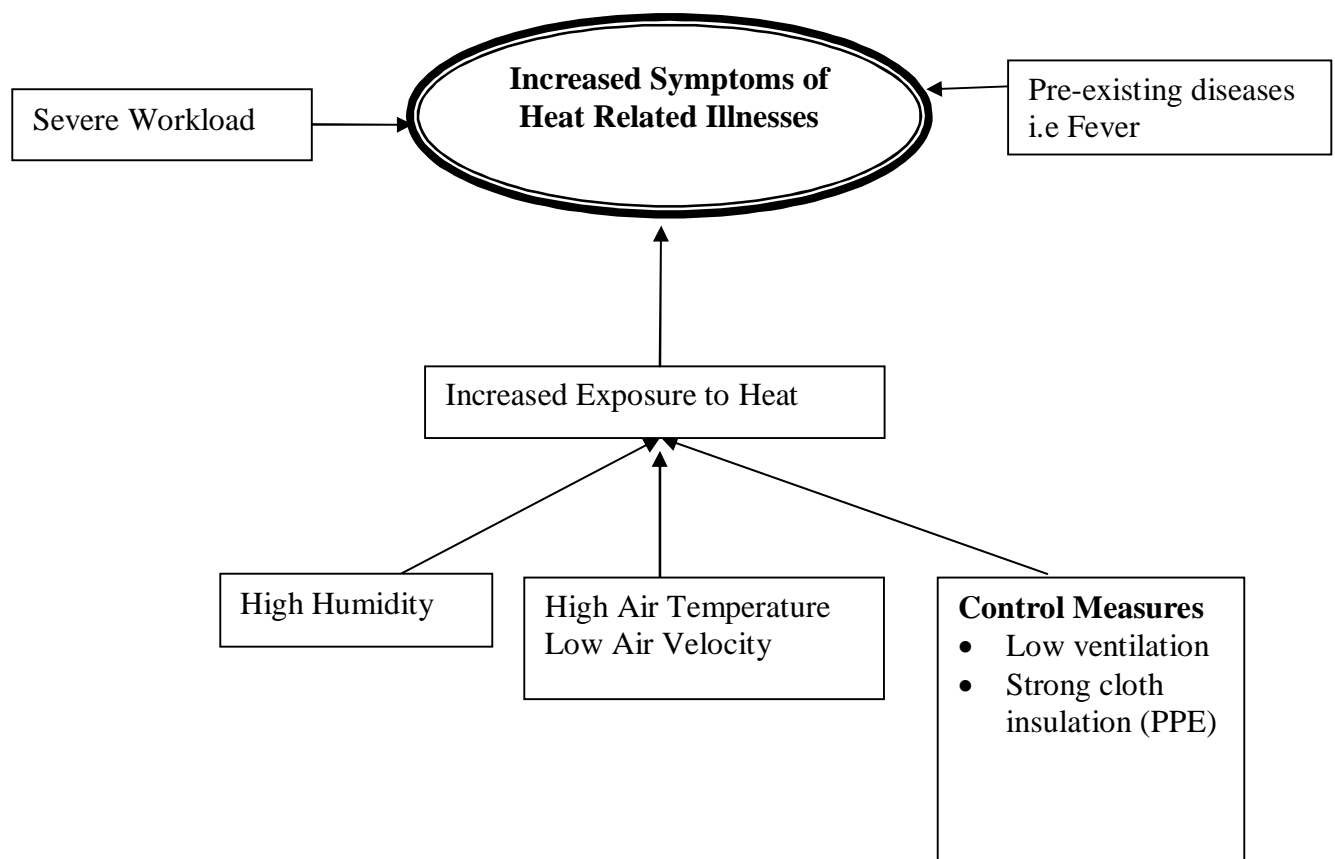 Increased Symptoms of
Heat Related Illnesses
Severe Workload
Pre-existing diseases
i.e Fever
Increased Exposure to Heat
High Humidity
High Air Temperature
Low Air Velocity
Control Measures
• Low ventilation
• Strong cloth
insulation (PPE)